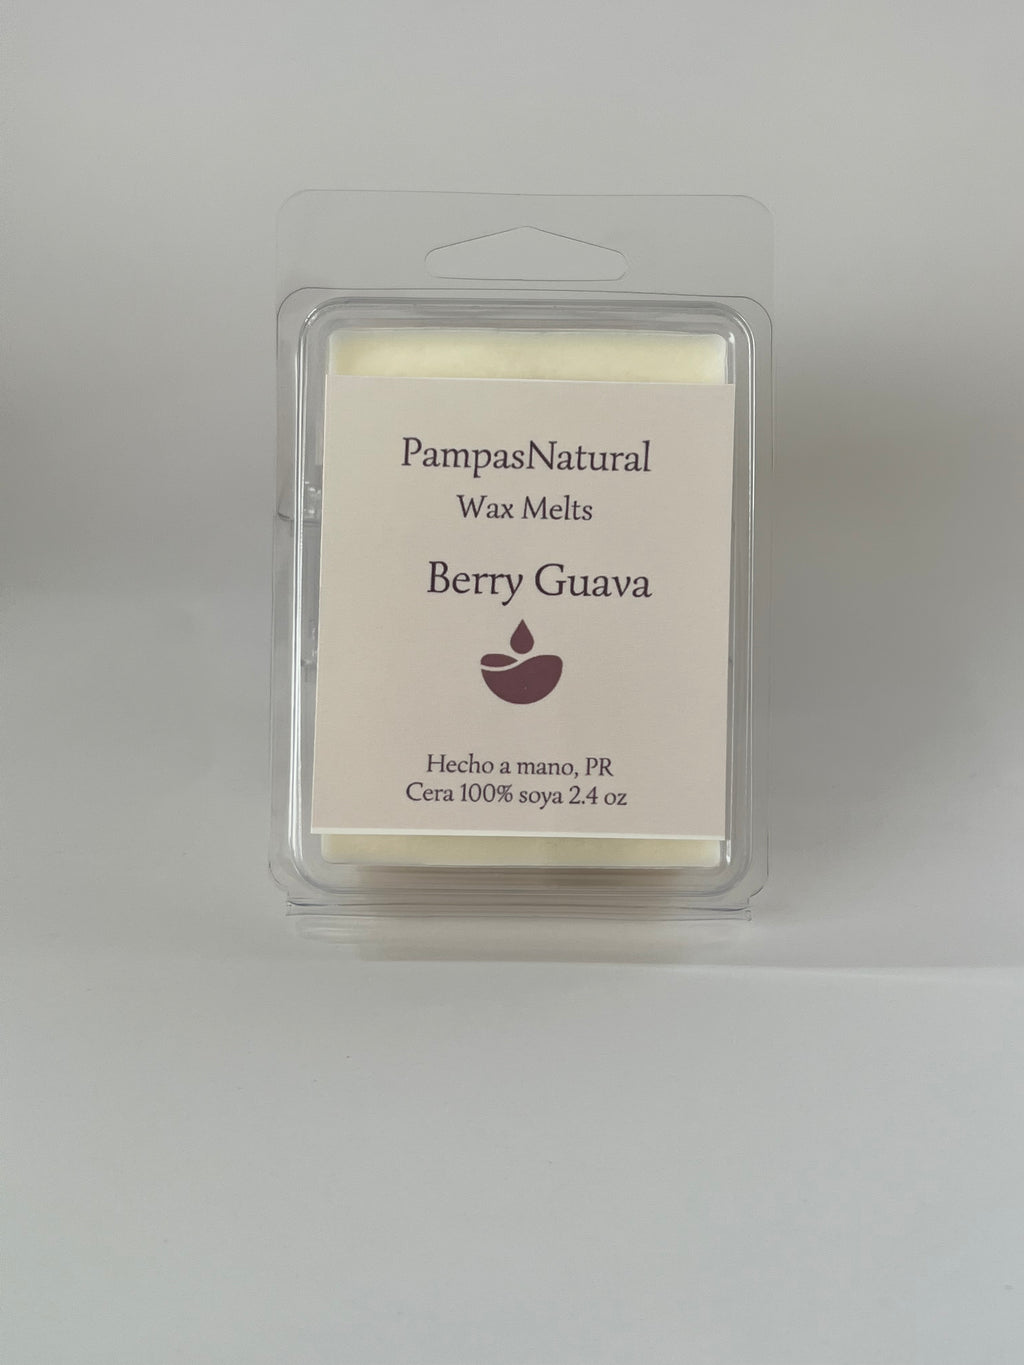 PampasNatural
Wax Melts
Berry Guava
Hecho a mano, PR
Cera 100% soya 2.4 oz